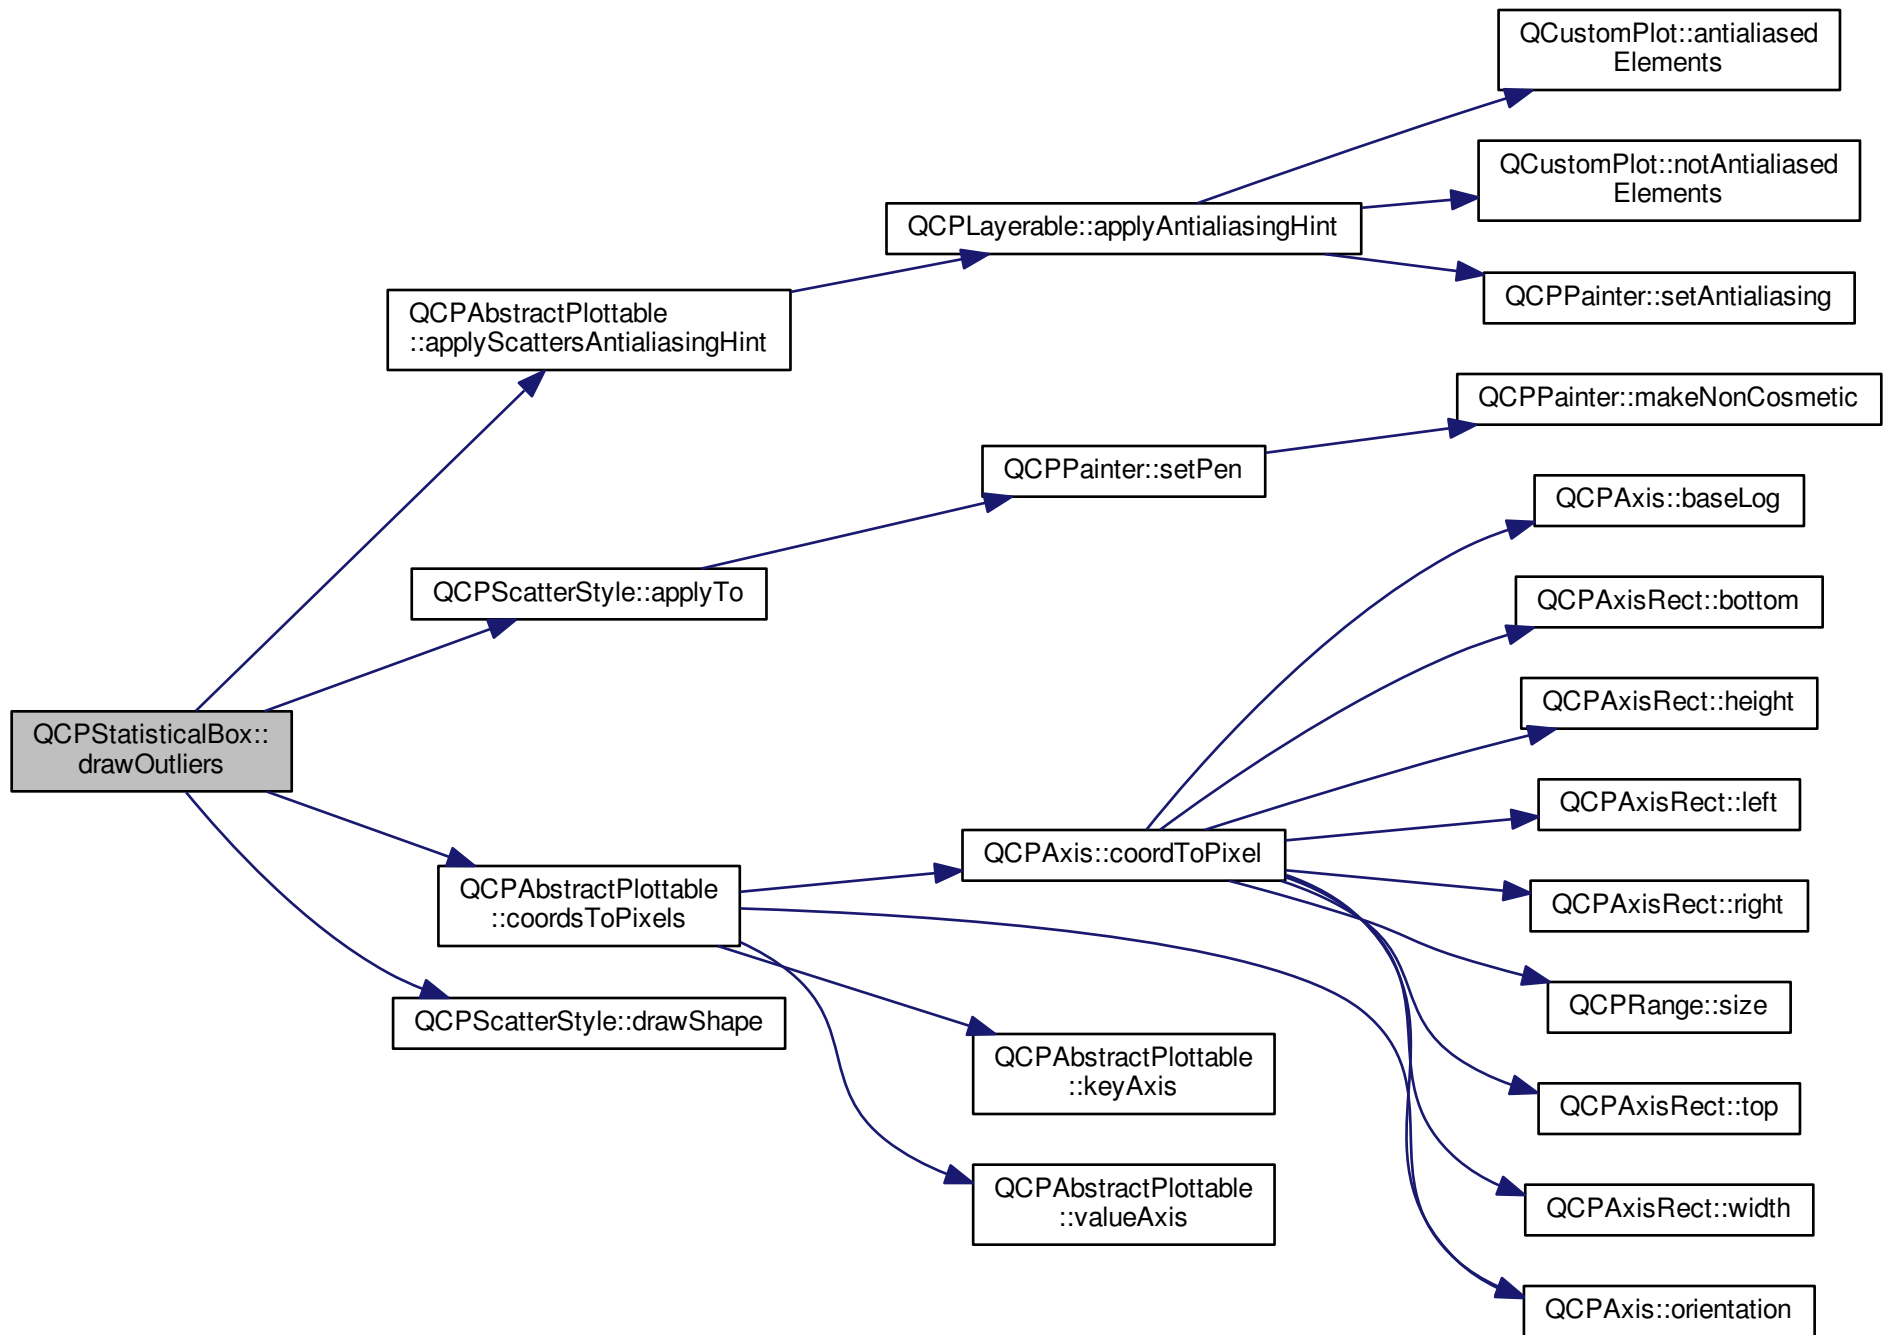 QCustomPlot::antialiased
Elements
QCustomPlot::notAntialiased
Elements
QCPLayerable::applyAntialiasingHint
QCPPainter::setAntialiasing
QCPAbstractPlottable
::applyScattersAntialiasingHint
QCPPainter::makeNonCosmetic
QCPPainter::setPen
QCPAxis::baseLog
QCPScatterStyle::applyTo
QCPAxisRect::bottom
QCPAxisRect::height
QCPStatisticalBox::
drawOutliers
QCPAxisRect::left
QCPAxis::coordToPixel
QCPAbstractPlottable
::coordsToPixels
QCPAxisRect::right
QCPRange::size
QCPScatterStyle::drawShape
QCPAbstractPlottable
::keyAxis
QCPAxisRect::top
QCPAbstractPlottable
::valueAxis
QCPAxisRect::width
QCPAxis::orientation